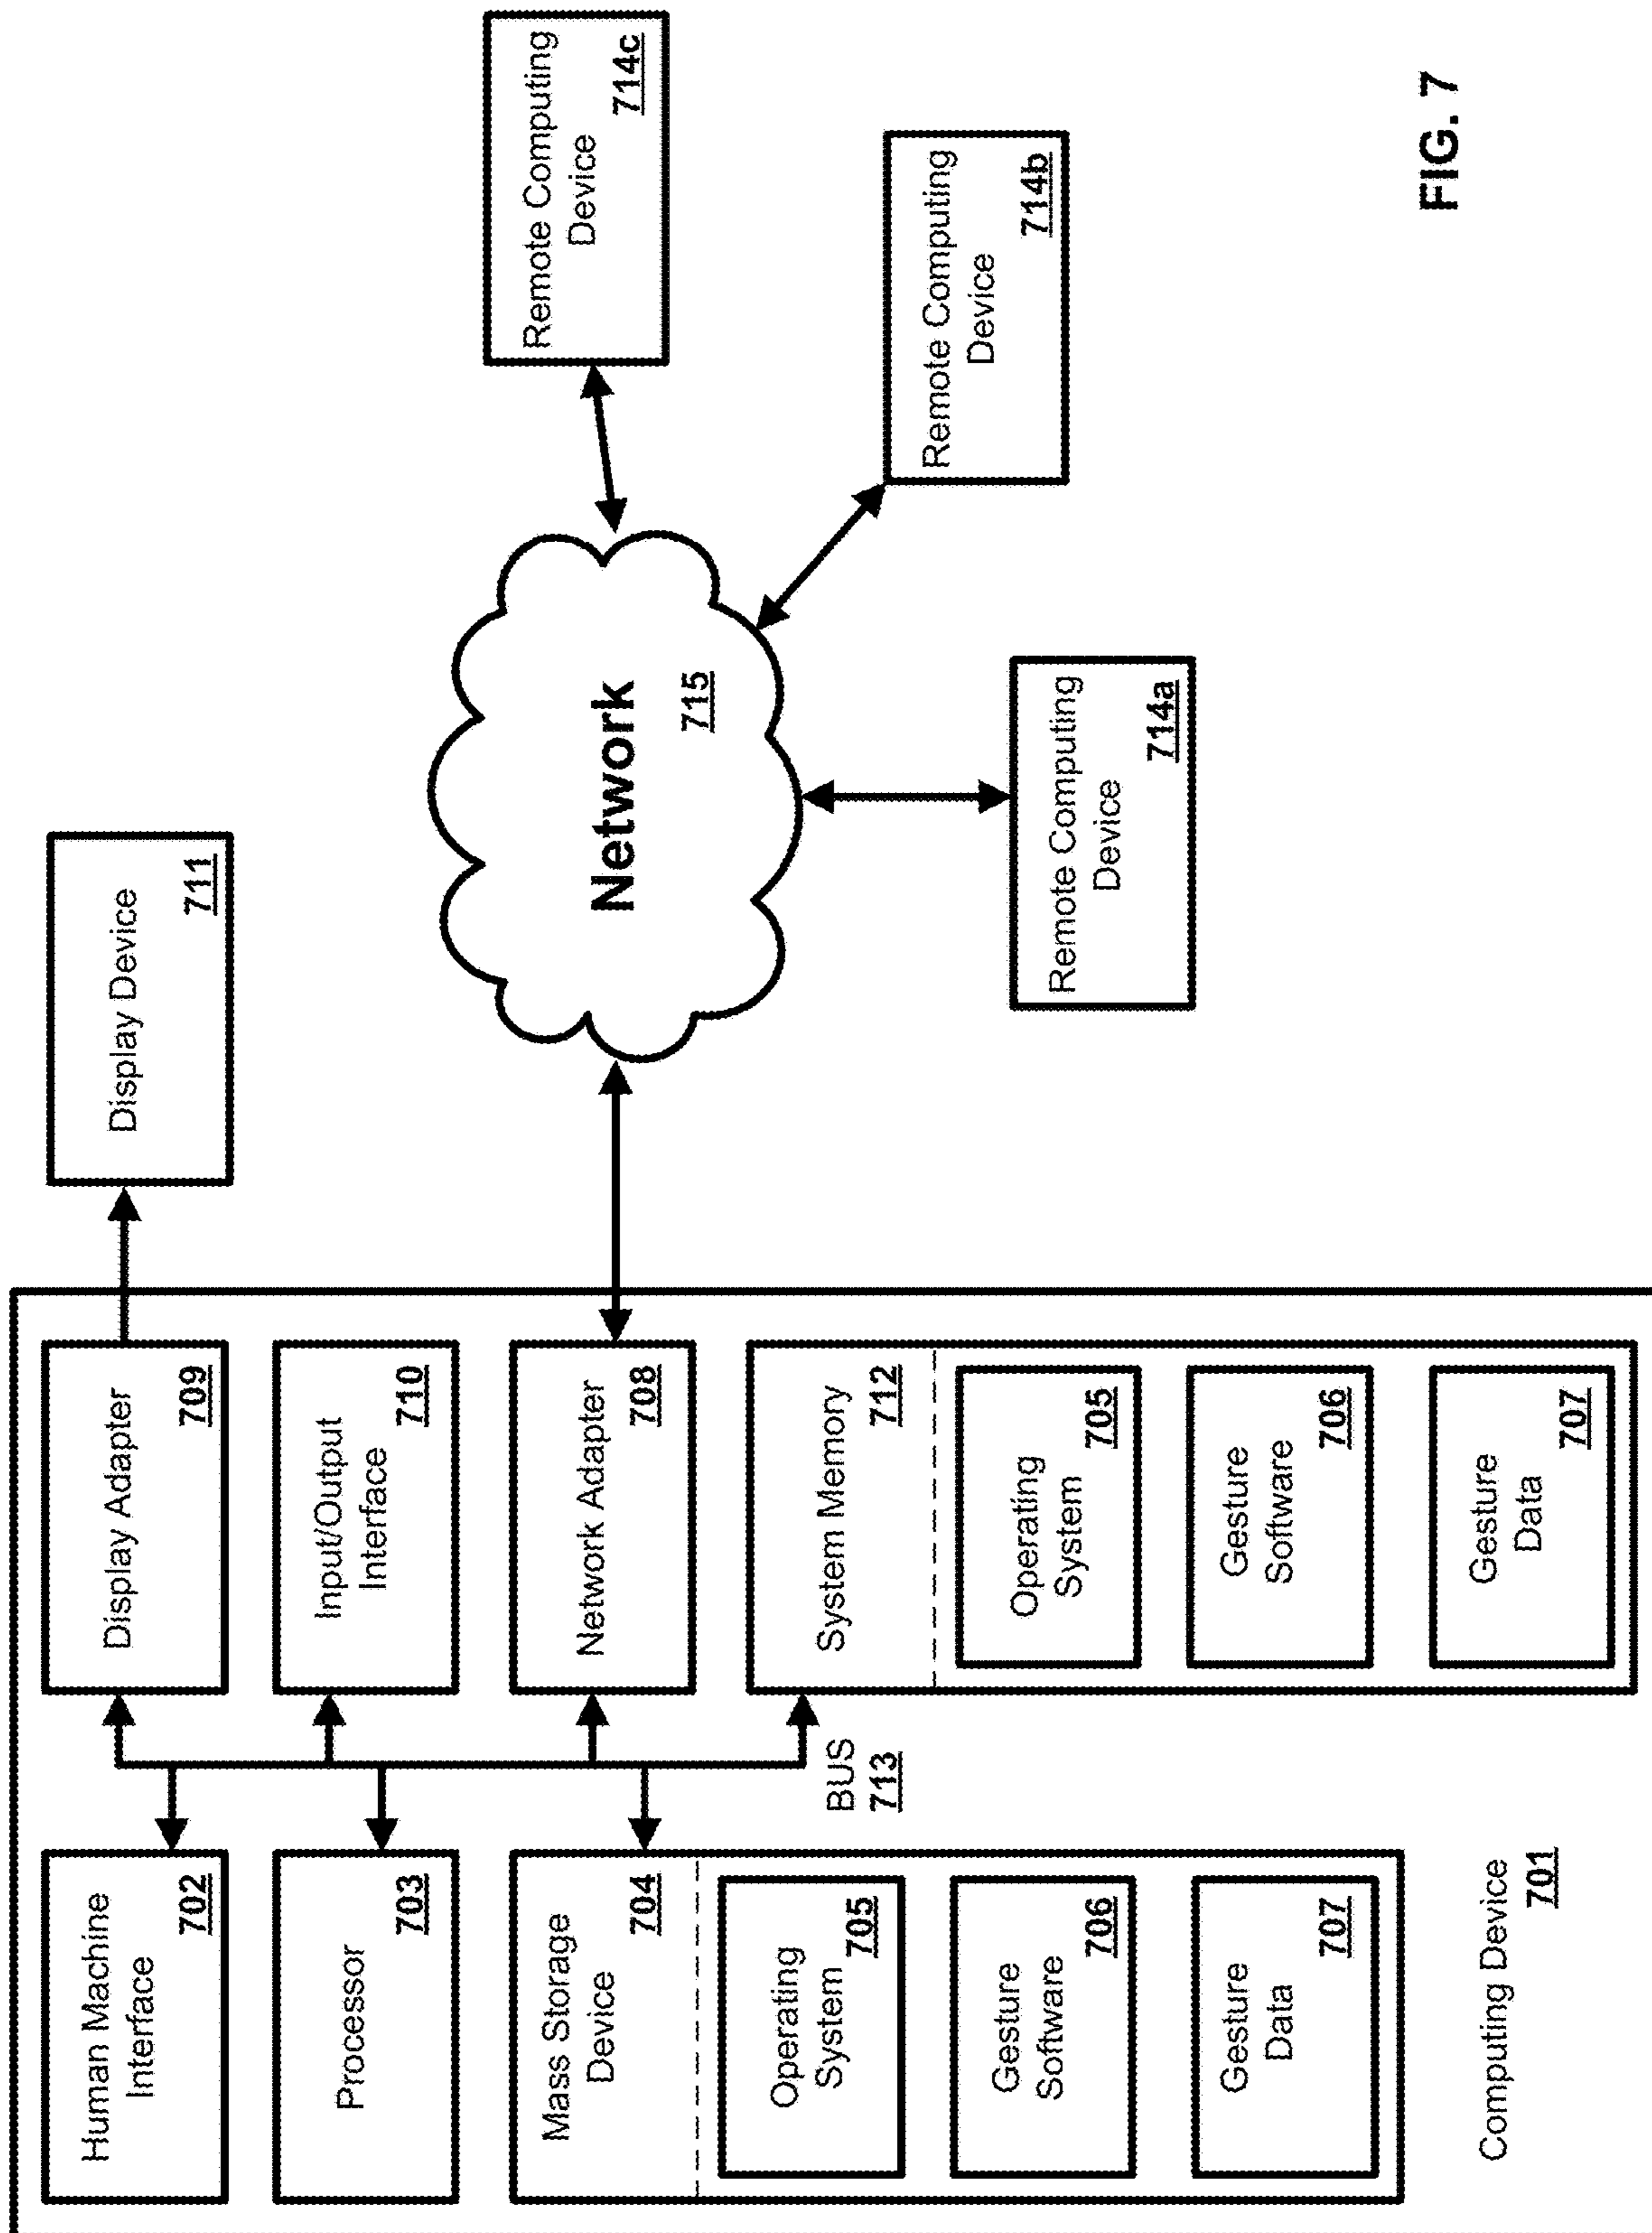 Human Machine
Interface
702
Processor
703
Mass Storage
Device
704
Operating
System
705
Gesture
Software
706
Gesture
Data
707
Computing Device
701
BUS
713
Display Adapter
709
Input/Output
Interface
710
Network Adapter
708
System Memory
712
Operating
System
705
Gesture
Software
706
Gesture
Data
707
Display Device
711
Network
715
Remote Computing
Device
714a
Remote Computing
Device
714b
Remote Computing
Device
714c
FIG. 7